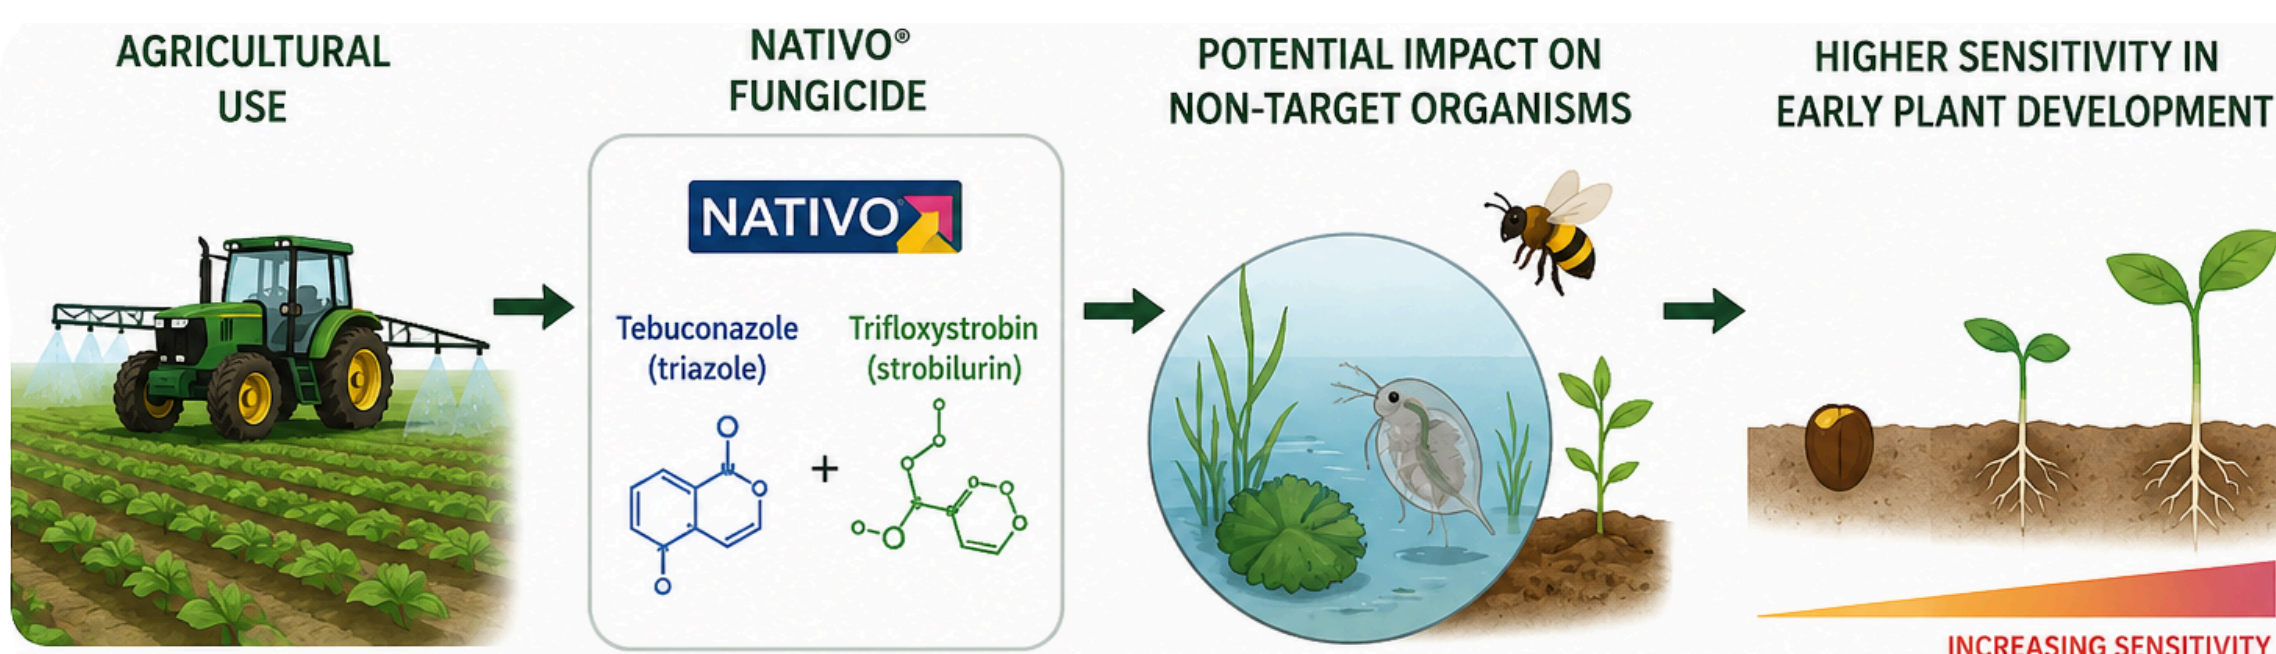 AGRICULTURAL
USE
NATIVO®
FUNGICIDE
NATIVO
Tebuconazole
(triazole)
Trifloxystrobin
(strobilurin)
+
POTENTIAL IMPACT ON
NON-TARGET ORGANISMS
HIGHER SENSITIVITY IN
EARLY PLANT DEVELOPMENT
INCREASING SENSITIVITY